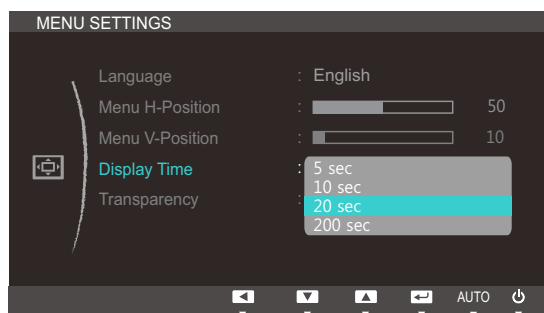 MENU SETTINGS
Language : English
Menu H-Position : 50
Menu V-Position : 10
Display Time : 5 sec
10 sec
20 sec
Transparency :
200 sec
AUTO